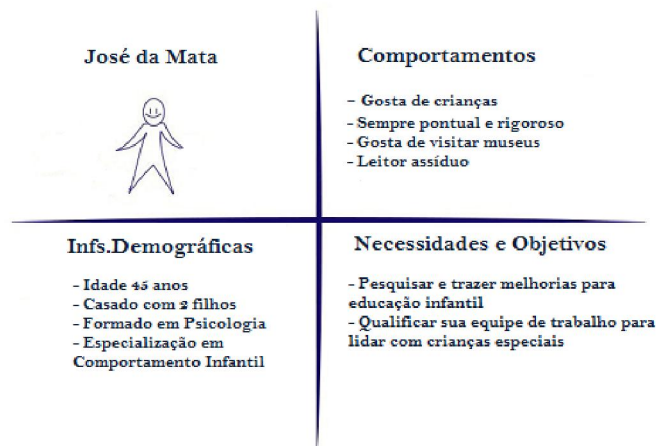 José da Mata
Comportamentos
- Gosta de crianças
- Sempre pontual e rigoroso
- Gosta de visitar museus
- Leitor assíduo
Infs.Demográficas
- Idade 45 anos
- Casado com 2 filhos
- Formado em Psicologia
- Especialização em
Comportamento Infantil
Necessidades e Objetivos
- Pesquisar e trazer melhorias para
educação infantil
- Qualificar sua equipe de trabalho para
lidar com crianças especiais